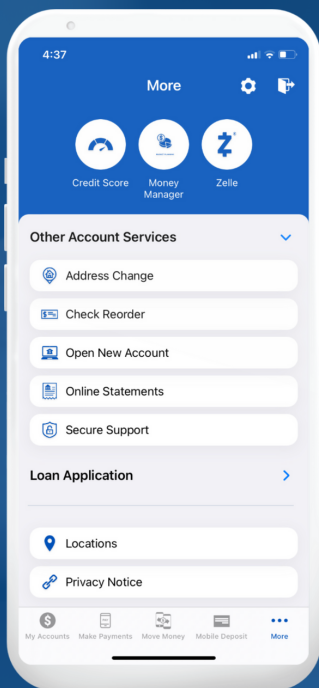 4:37
More
Credit Score
Money
Manager
Zelle
Other Account Services
Address Change
Check Reorder
Open New Account
Online Statements
Secure Support
Loan Application
Locations
Privacy Notice
My Accounts
Make Payments
Move Money
Mobile Deposit
More